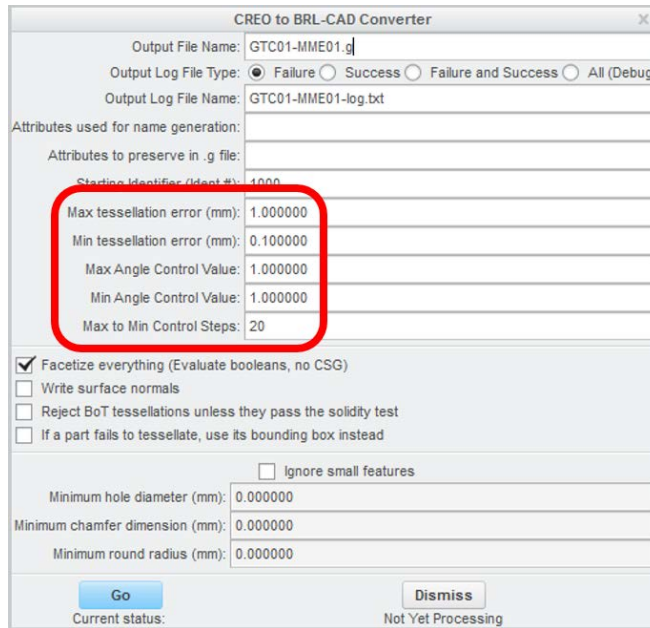 CREO to BRL-CAD Converter X
Output File Name: GTC01-MME01.g
Output Log File Type: Failure Success Failure and Success All (Debug
Output Log File Name: GTC01-MME01-log.txt
Attributes used for name generation:
Attributes to preserve in .g file:
Starting Identifier (Ident #): 1000
Max tessellation error (mm): 1.000000
Min tessellation error (mm): 0.100000
Max Angle Control Value: 1.000000
Min Angle Control Value: 1.000000
Max to Min Control Steps: 20
Facetize everything (Evaluate booleans, no CSG)
Write surface normals
Reject BoT tessellations unless they pass the solidity test
If a part fails to tessellate, use its bounding box instead
Ignore small features
Minimum hole diameter (mm): 0.000000
Minimum chamfer dimension (mm): 0.000000
Minimum round radius (mm): 0.000000
Go Dismiss
Current status: Not Yet Processing